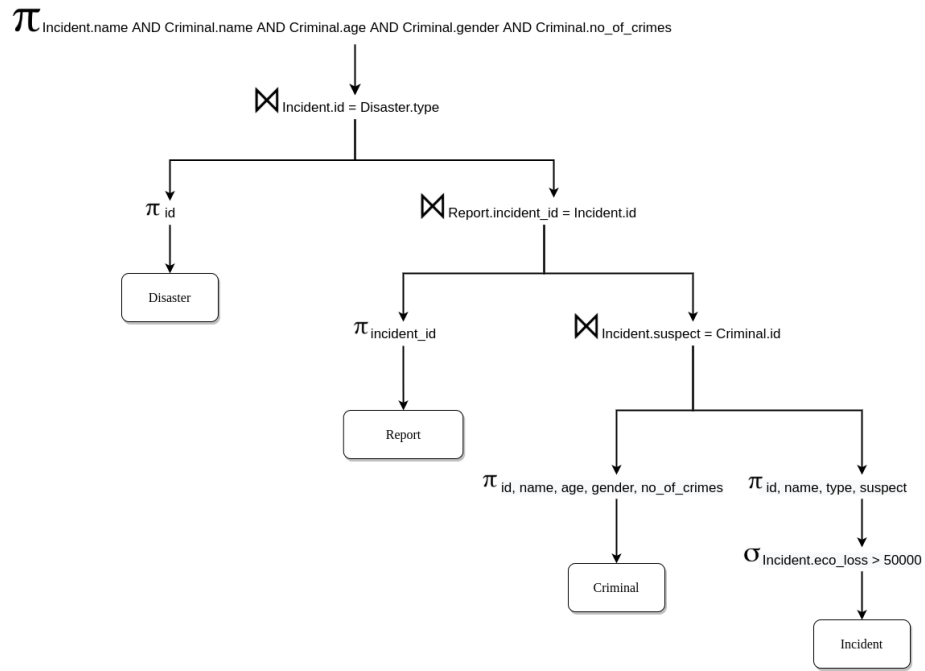 π Incident.name AND Criminal.name AND Criminal.age AND Criminal.gender AND Criminal.no_of_crimes
⋈ Incident.id = Disaster.type
π id
⋈ Report.incident_id = Incident.id
Disaster
π incident_id
⋈ Incident.suspect = Criminal.id
Report
π id, name, age, gender, no_of_crimes
π id, name, type, suspect
σ Incident.eco_loss > 50000
Criminal
Incident